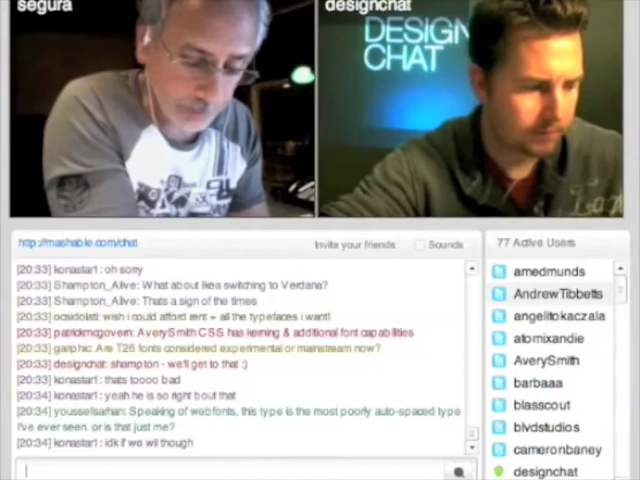 segura
designchat
DESIGN
CHAT
http://mashable.com/chat
Invite your friends
Sounds
77 Active Users
[20:33] konastar1 : oh sorry
[20:33] Shampton_Alive: What about Ikea switching to Verdana?
[20:33] Shampton_Alive: Thats a sign of the times
[20:33] ocsidolati: wish i could afford rent + all the typefaces i want!
[20:33] patrickmcgovern: AverySmith CSS has kerning & additional font capabilities
[20:33] garphic: Are T26 fonts considered experimental or mainstream now?
[20:33] designchat: shampton - we'll get to that :)
[20:33] konastar1 : thats toooo bad
[20:33] konastar1 : yeah he is so right bout that
[20:34] youssefsarhan: Speaking of webfonts, this type is the most poorly auto-spaced type
I've ever seen. or is that just me?
[20:34] konastar1 : idk if we wil though
amedmunds
AndrewTibbetts
angelitokaczala
atomixandie
AverySmith
barbaaa
blasscout
blvdstudios
cameronbaney
designchat